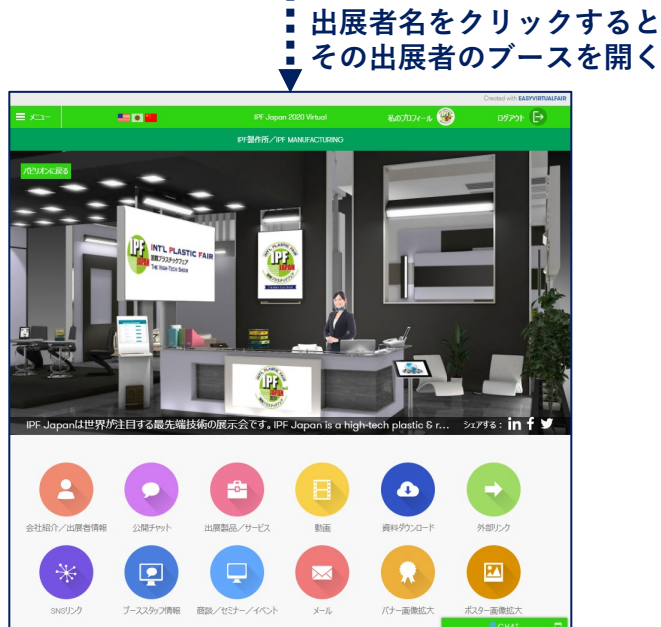 出展者名をクリックすると
その出展者のブースを開く
Created with EASYVIRTUALFAIR
メニュー
IPF Japan 2020 Virtual
私のプロフィール
ログアウト
IPF製作所／IPF MANUFACTURING
パビリオンに戻る
IPF
JAPAN
INT'L PLASTIC FAIR
国際プラスチックフェア
THE HIGH-TECH SHOW
IPF
JAPAN
IPF
IPF Japanは世界が注目する最先端技術の展示会です。IPF Japan is a high-tech plastic & r...
シェアする :
会社紹介／出展者情報
公開チャット
出展製品／サービス
動画
資料ダウンロード
外部リンク
SNSリンク
ブーススタッフ情報
商談／セミナー／イベント
メール
バナー画像拡大
ポスター画像拡大
CHAT